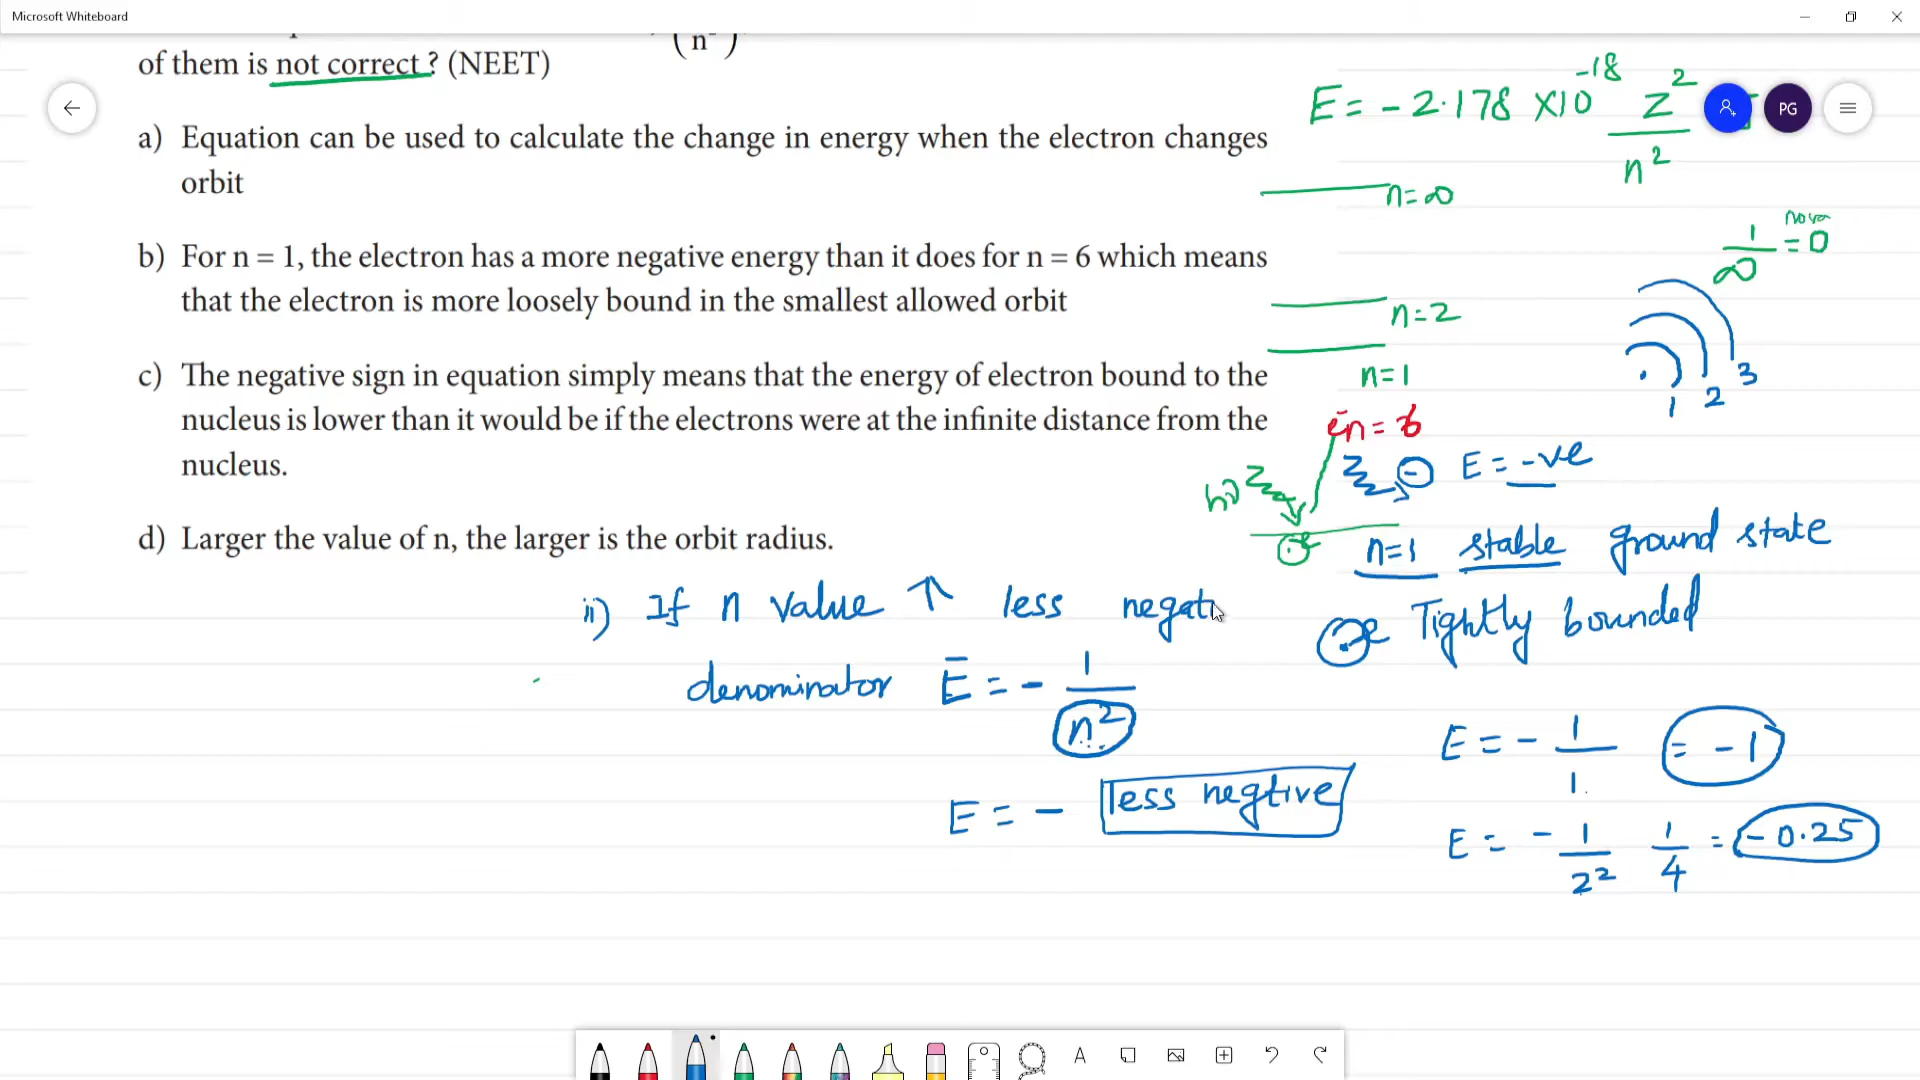 Microsoft Whiteboard
of them is not correct ? (NEET)
( n² )
a) Equation can be used to calculate the change in energy when the electron changes
orbit
b) For n = 1, the electron has a more negative energy than it does for n = 6 which means
that the electron is more loosely bound in the smallest allowed orbit
c) The negative sign in equation simply means that the energy of electron bound to the
nucleus is lower than it would be if the electrons were at the infinite distance from the
nucleus.
d) Larger the value of n, the larger is the orbit radius.
E = - 2.178 X10⁻¹⁸ Z² / n²
PG
n = ∞
1/∞ = 0
n = 2
n = 1
1 2 3
n = 6
E = -ve
hν
n=1 stable ground state
Tightly bounded
ii) If n value ↑ less negati
denominator E = - 1/n²
E = - less negtive
E = - 1/1 = -1
E = - 1/2² 1/4 = - 0.25
A